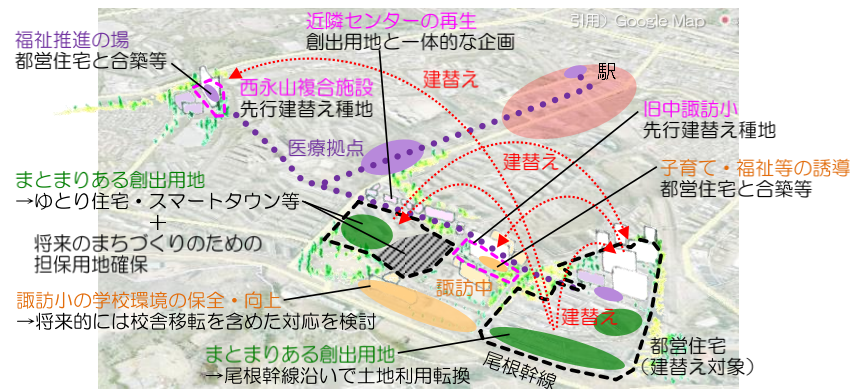 引用）Google Map
近隣センターの再生
創出用地と一体的な企画
福祉推進の場
都営住宅と合築等
建替え
駅
西永山複合施設
先行建替え種地
旧中諏訪小
先行建替え種地
医療拠点
建替え
子育て・福祉等の誘導
都営住宅と合築等
まとまりある創出用地
→ゆとり住宅・スマートタウン等
＋
将来のまちづくりのための
担保用地確保
諏訪中
諏訪小の学校環境の保全・向上
→将来的には校舎移転を含めた対応を検討
建替え
まとまりある創出用地
→尾根幹線沿いで土地利用転換
尾根幹線
都営住宅
（建替え対象）